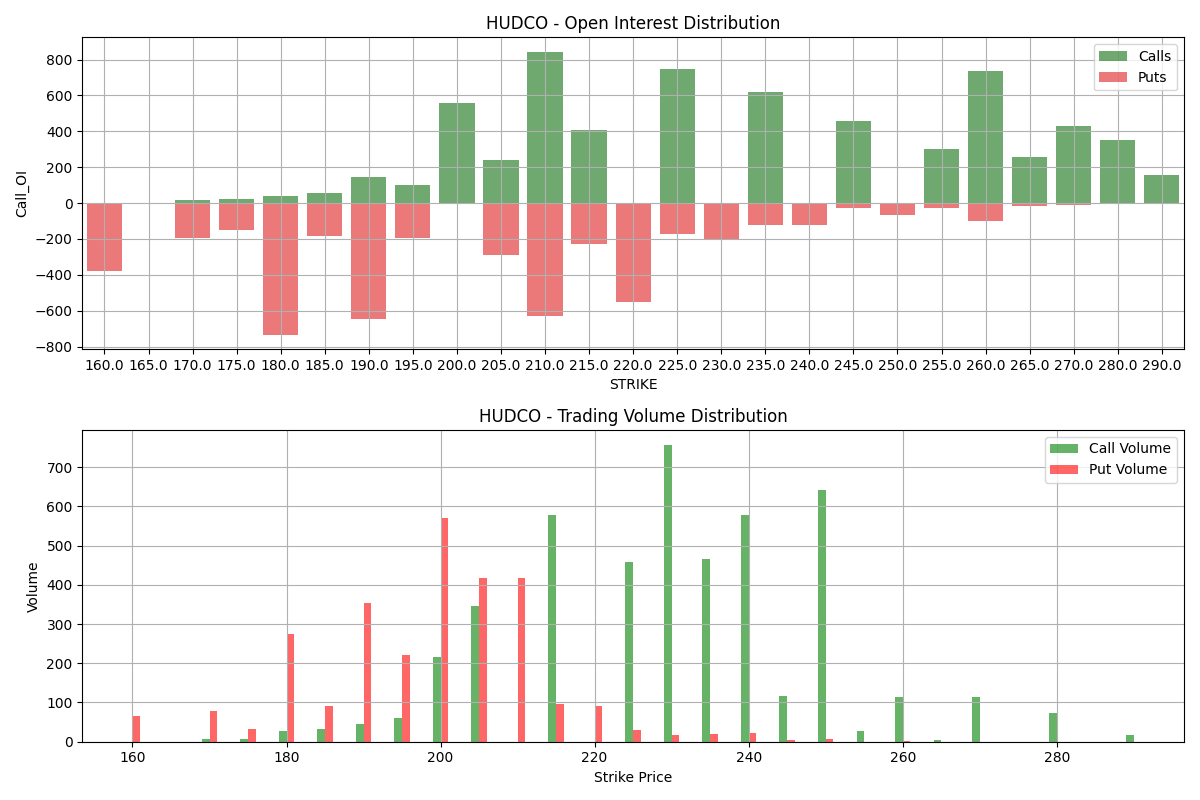 HUDCO - Open Interest Distribution
Calls
Puts
800
600
400
200
0
−200
−400
−600
−800
Call_OI
160.0 165.0 170.0 175.0 180.0 185.0 190.0 195.0 200.0 205.0 210.0 215.0 220.0 225.0 230.0 235.0 240.0 245.0 250.0 255.0 260.0 265.0 270.0 280.0 290.0
STRIKE
HUDCO - Trading Volume Distribution
Call Volume
Put Volume
700
600
500
400
300
200
100
0
Volume
160 180 200 220 240 260 280
Strike Price